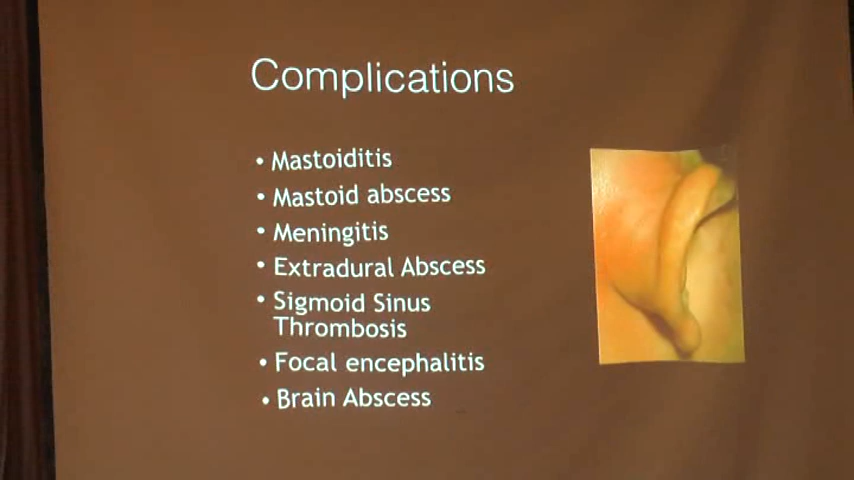 Complications
• Mastoiditis
• Mastoid abscess
• Meningitis
• Extradural Abscess
• Sigmoid Sinus
Thrombosis
• Focal encephalitis
• Brain Abscess